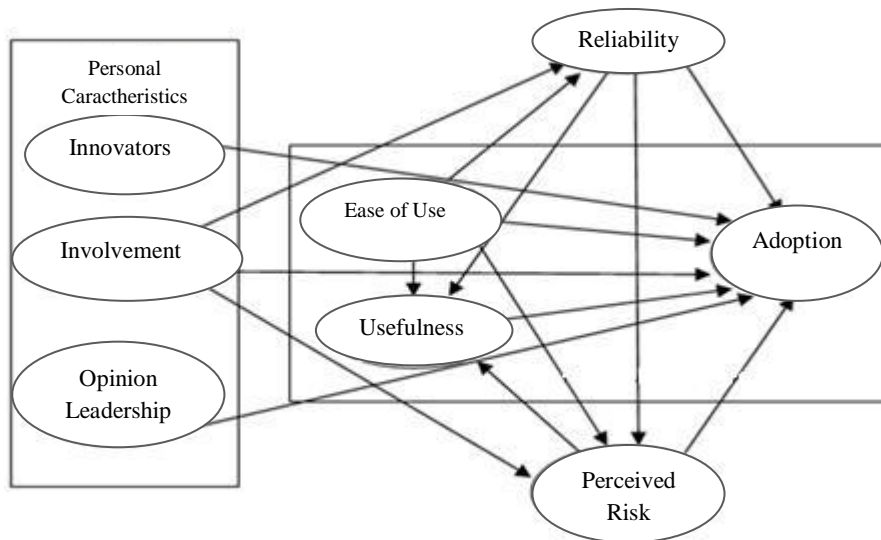 Reliability
Personal
Caractheristics
Innovators
Ease of Use
Involvement
Adoption
Usefulness
Opinion
Leadership
Perceived
Risk